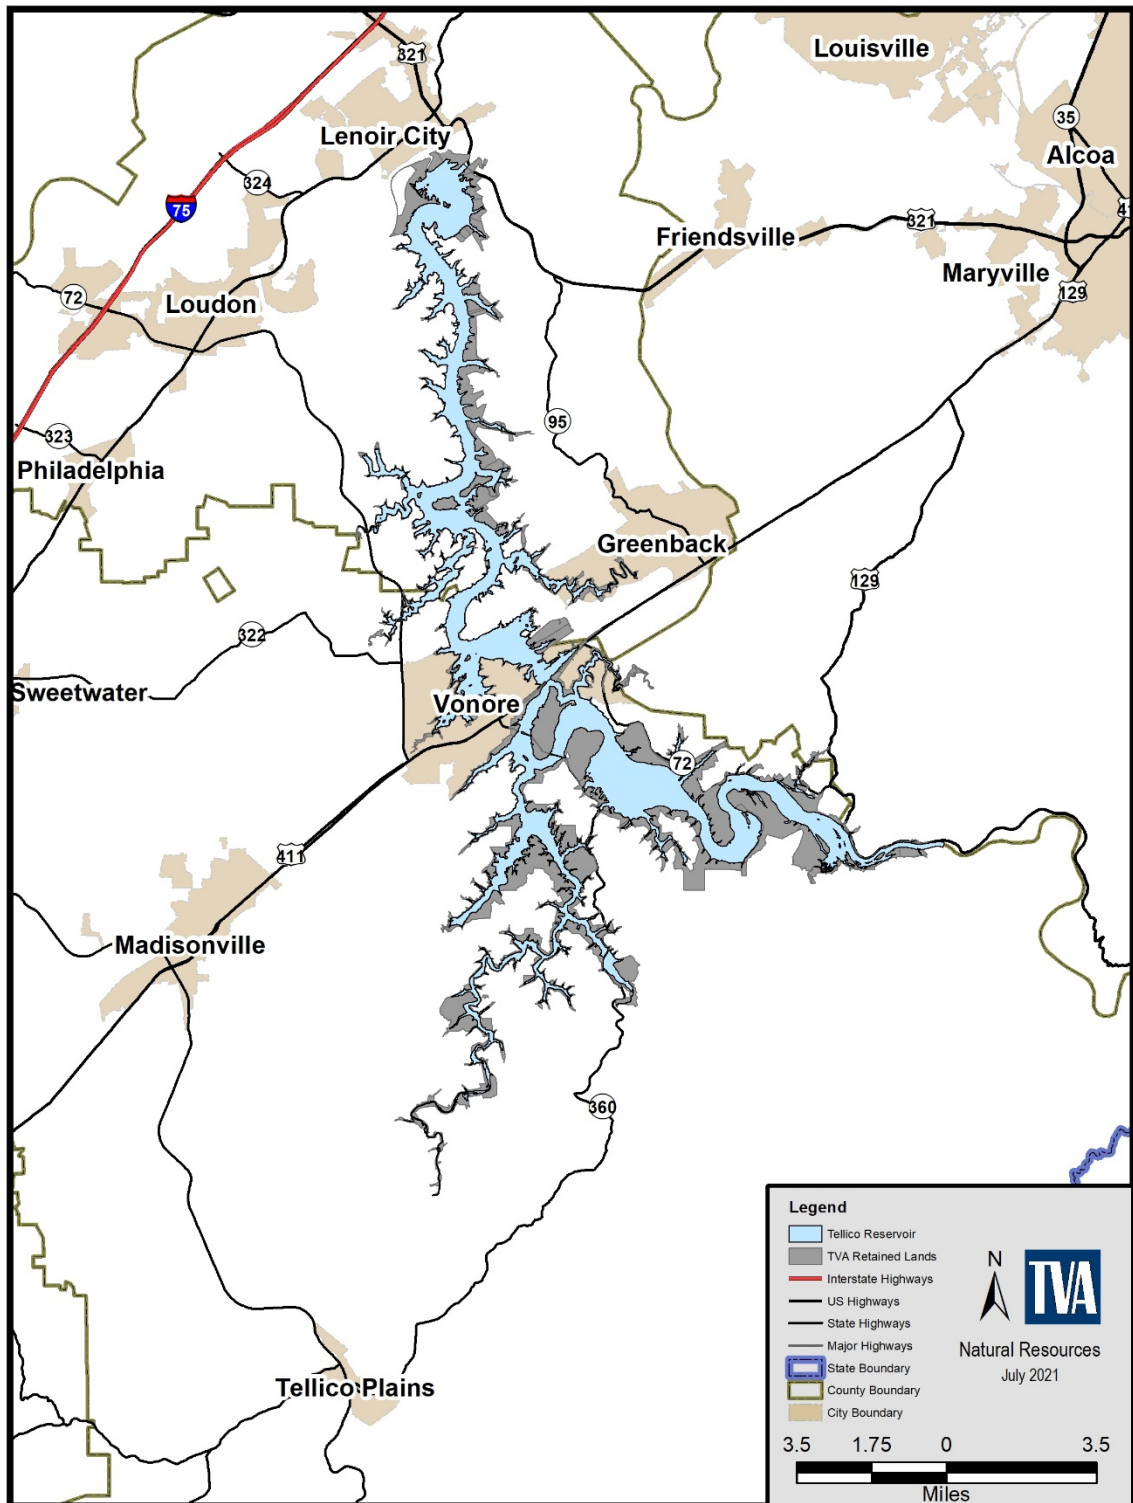 321
Louisville
35
Alcoa
Lenoir City
324
75
41
Friendsville
321
Maryville
129
72
Loudon
323
95
Philadelphia
Greenback
129
322
Sweetwater
Vonore
72
411
Madisonville
360
Tellico Plains
Legend
Tellico Reservoir
TVA Retained Lands
Interstate Highways
US Highways
State Highways
Major Highways
State Boundary
County Boundary
City Boundary
N
TVA
Natural Resources
July 2021
3.5 1.75 0 3.5
Miles